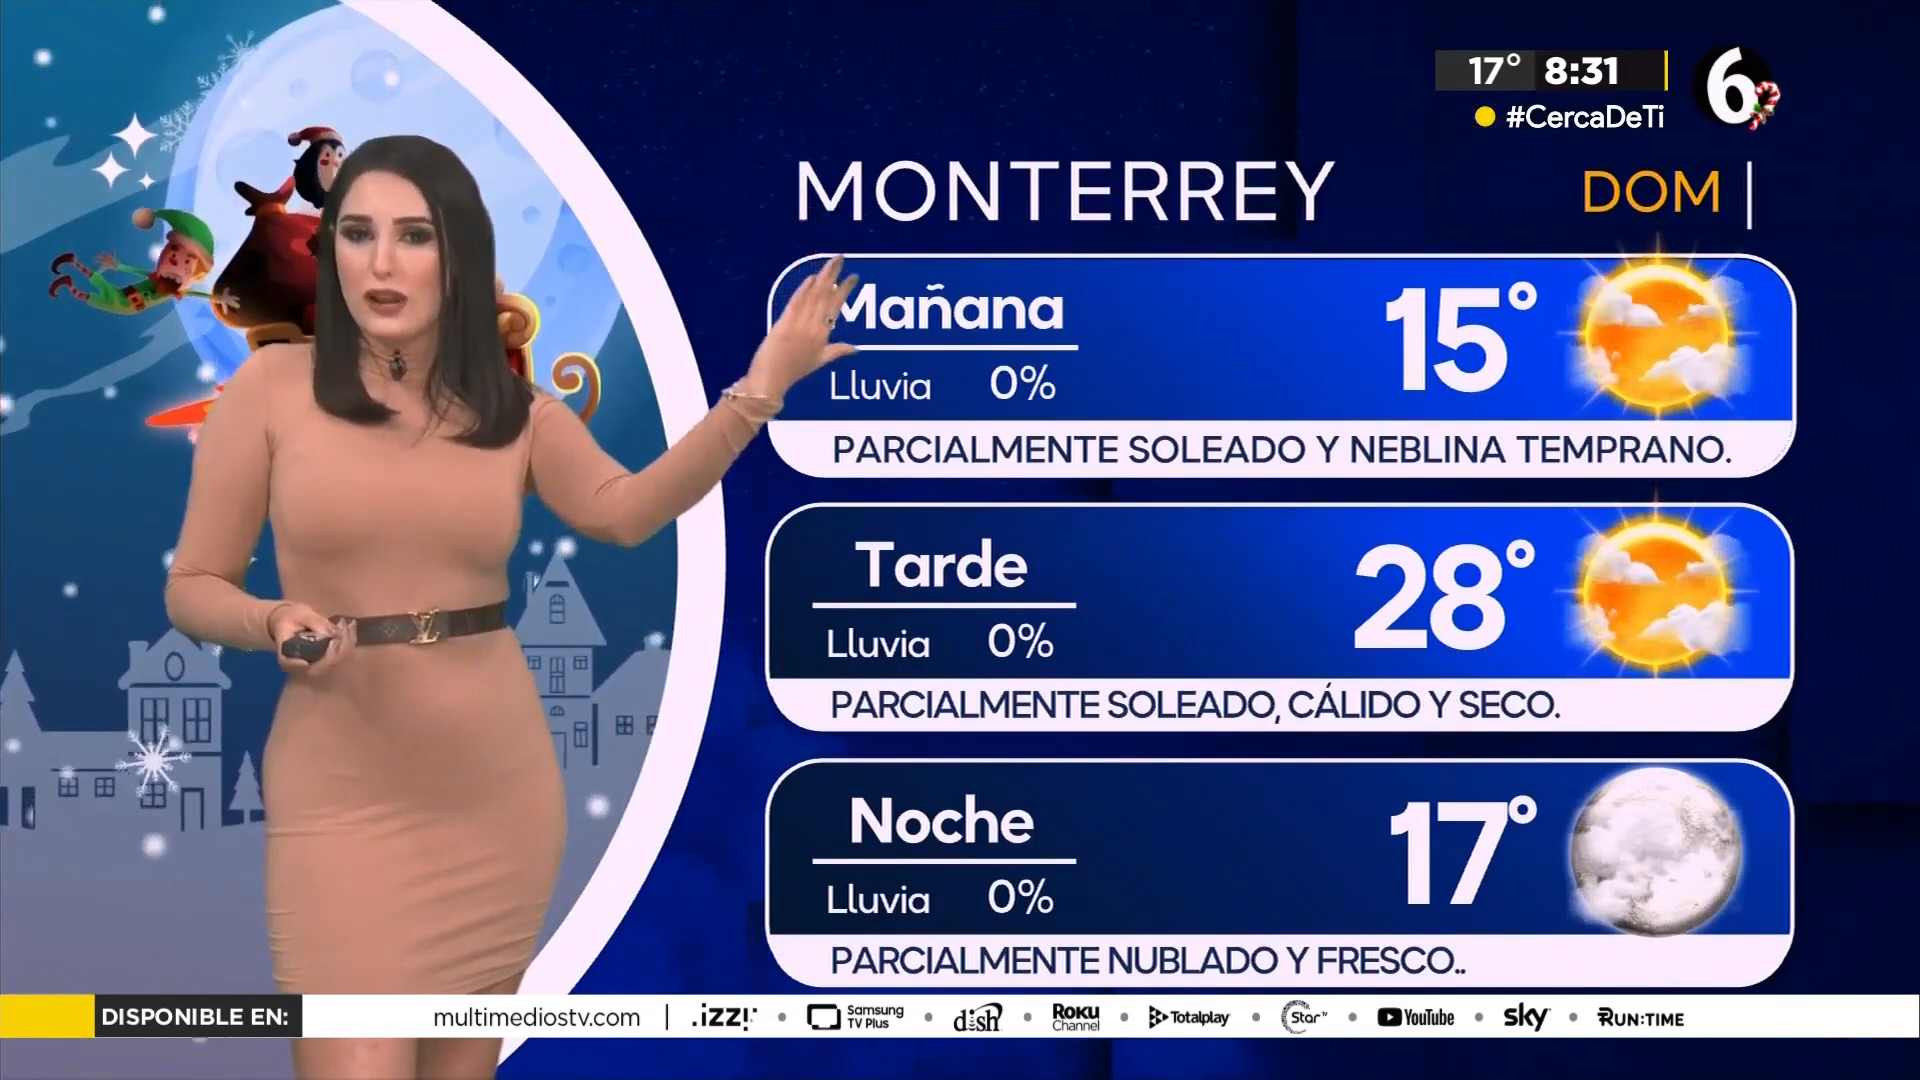 17° 8:31
#CercaDeTi
6
MONTERREY
DOM
Mañana
15°
Lluvia 0%
PARCIALMENTE SOLEADO Y NEBLINA TEMPRANO.
Tarde
28°
Lluvia 0%
PARCIALMENTE SOLEADO, CÁLIDO Y SECO.
LV
Noche
17°
Lluvia 0%
PARCIALMENTE NUBLADO Y FRESCO..
DISPONIBLE EN: multimediostv.com | .izzi • Samsung TV Plus • dish • Roku Channel • Totalplay • Star TV • YouTube • sky • RUN:TIME